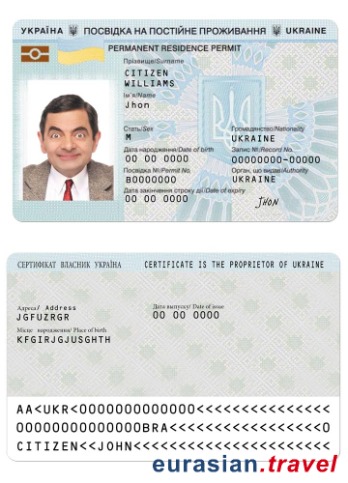 УКРАЇНА ПОСВІДКА НА ПОСТІЙНЕ ПРОЖИВАННЯ UKRAINE
PERMANENT RESIDENCE PERMIT
Прізвище/Surname
CITIZEN
WILLIAMS
Ім'я/Name
Jhon
Стать/Sex
M
Громадянство/Nationality
UKRAINE
Дата народження/Date of birth
00 00 0000
Запис №/Record No.
00000000-00000
Посвідка №/Permit No.
B0000000
Орган, що видав/Authority
UKRAINE
Дата закінчення строку дії/Date of expiry
00 00 0000
JHON
СЕРТИФІКАТ ВЛАСНИК УКРАЇНА CERTIFICATE IS THE PROPRIETOR OF UKRAINE
Адреса/ Address
JGFUZRGR
Дата выпуску/ Date of issue
00 00 0000
Місце народження/ Place of birth
KFGIRJGJUSGHTH
AA<UKR<0000000000000<<<<<<<<<<<<<<<<
000000000000000BRA<<<<<<<<<<<<<<<<<0
CITIZEN<<JOHN<<<<<<<<<<<<<<<<<<<<<<<
eurasian.travel